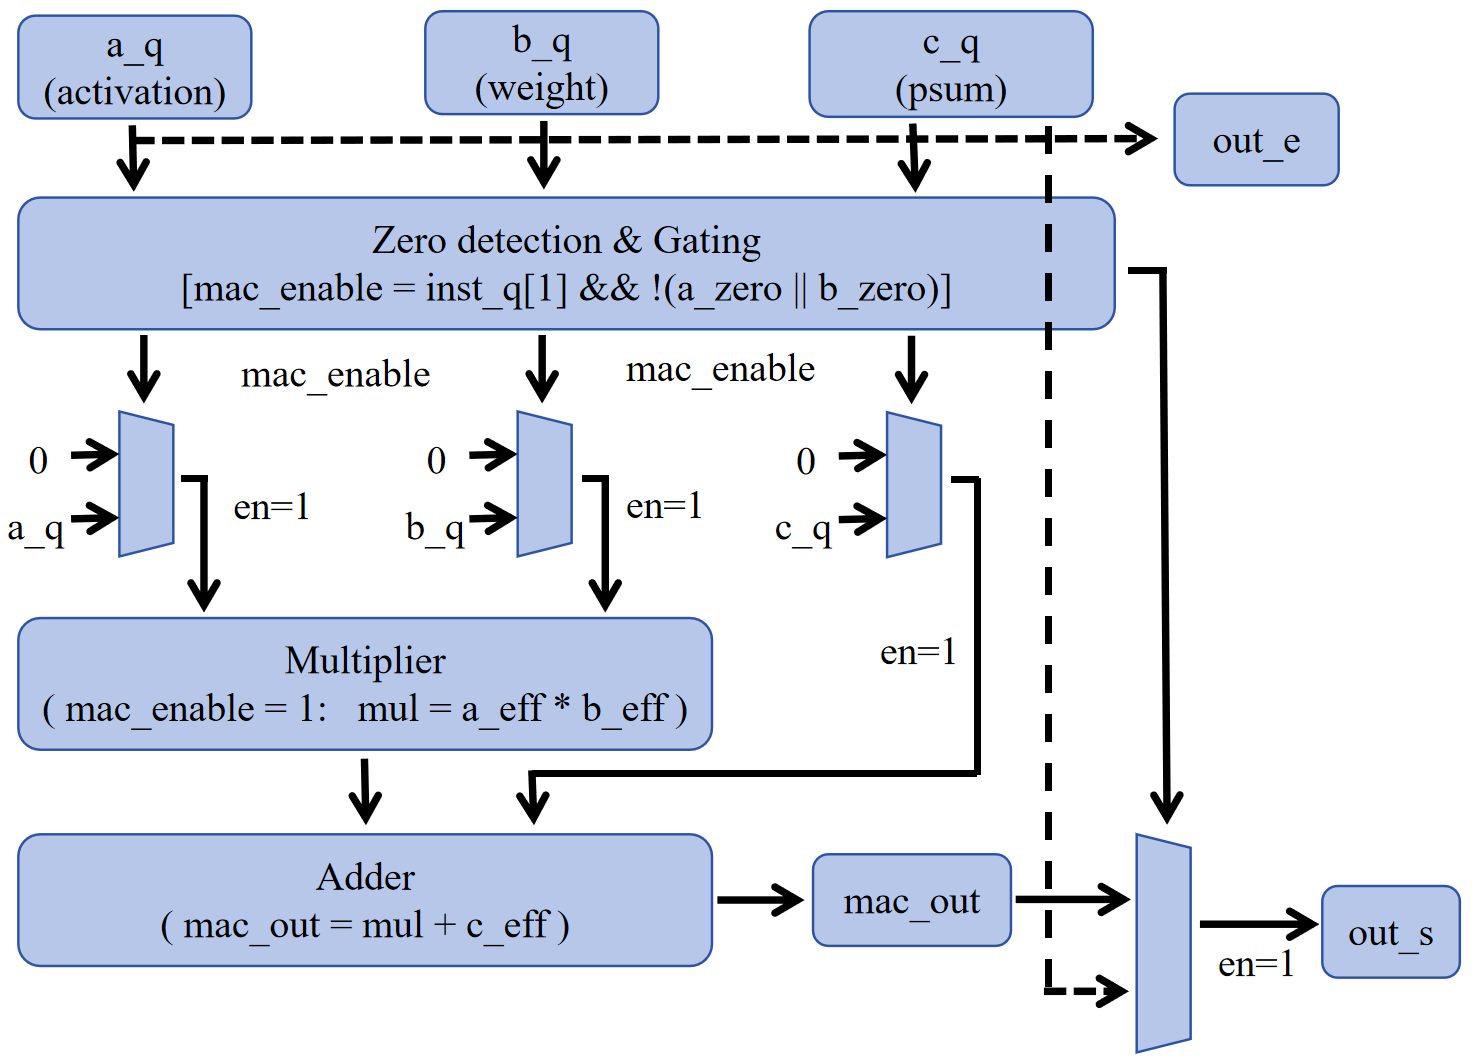 a_q
(activation)
b_q
(weight)
c_q
(psum)
out_e
Zero detection & Gating
[mac_enable = inst_q[1] && !(a_zero || b_zero)]
mac_enable
mac_enable
0
a_q
en=1
0
b_q
en=1
0
c_q
en=1
Multiplier
( mac_enable = 1: mul = a_eff * b_eff )
Adder
( mac_out = mul + c_eff )
mac_out
en=1
out_s